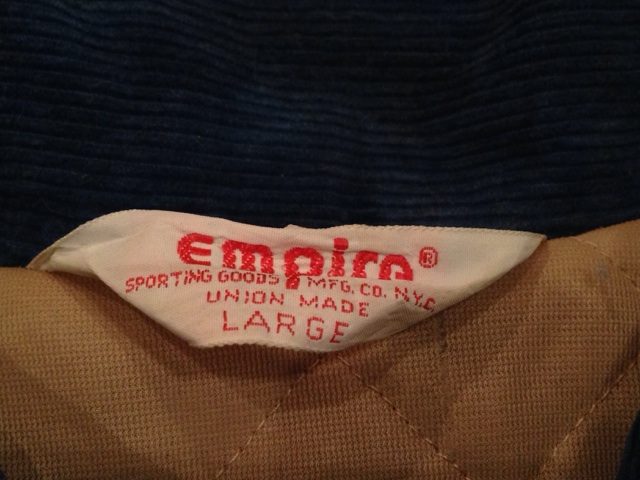 Empire®
SPORTING GOODS MFG. CO. N.Y.C.
UNION MADE
LARGE